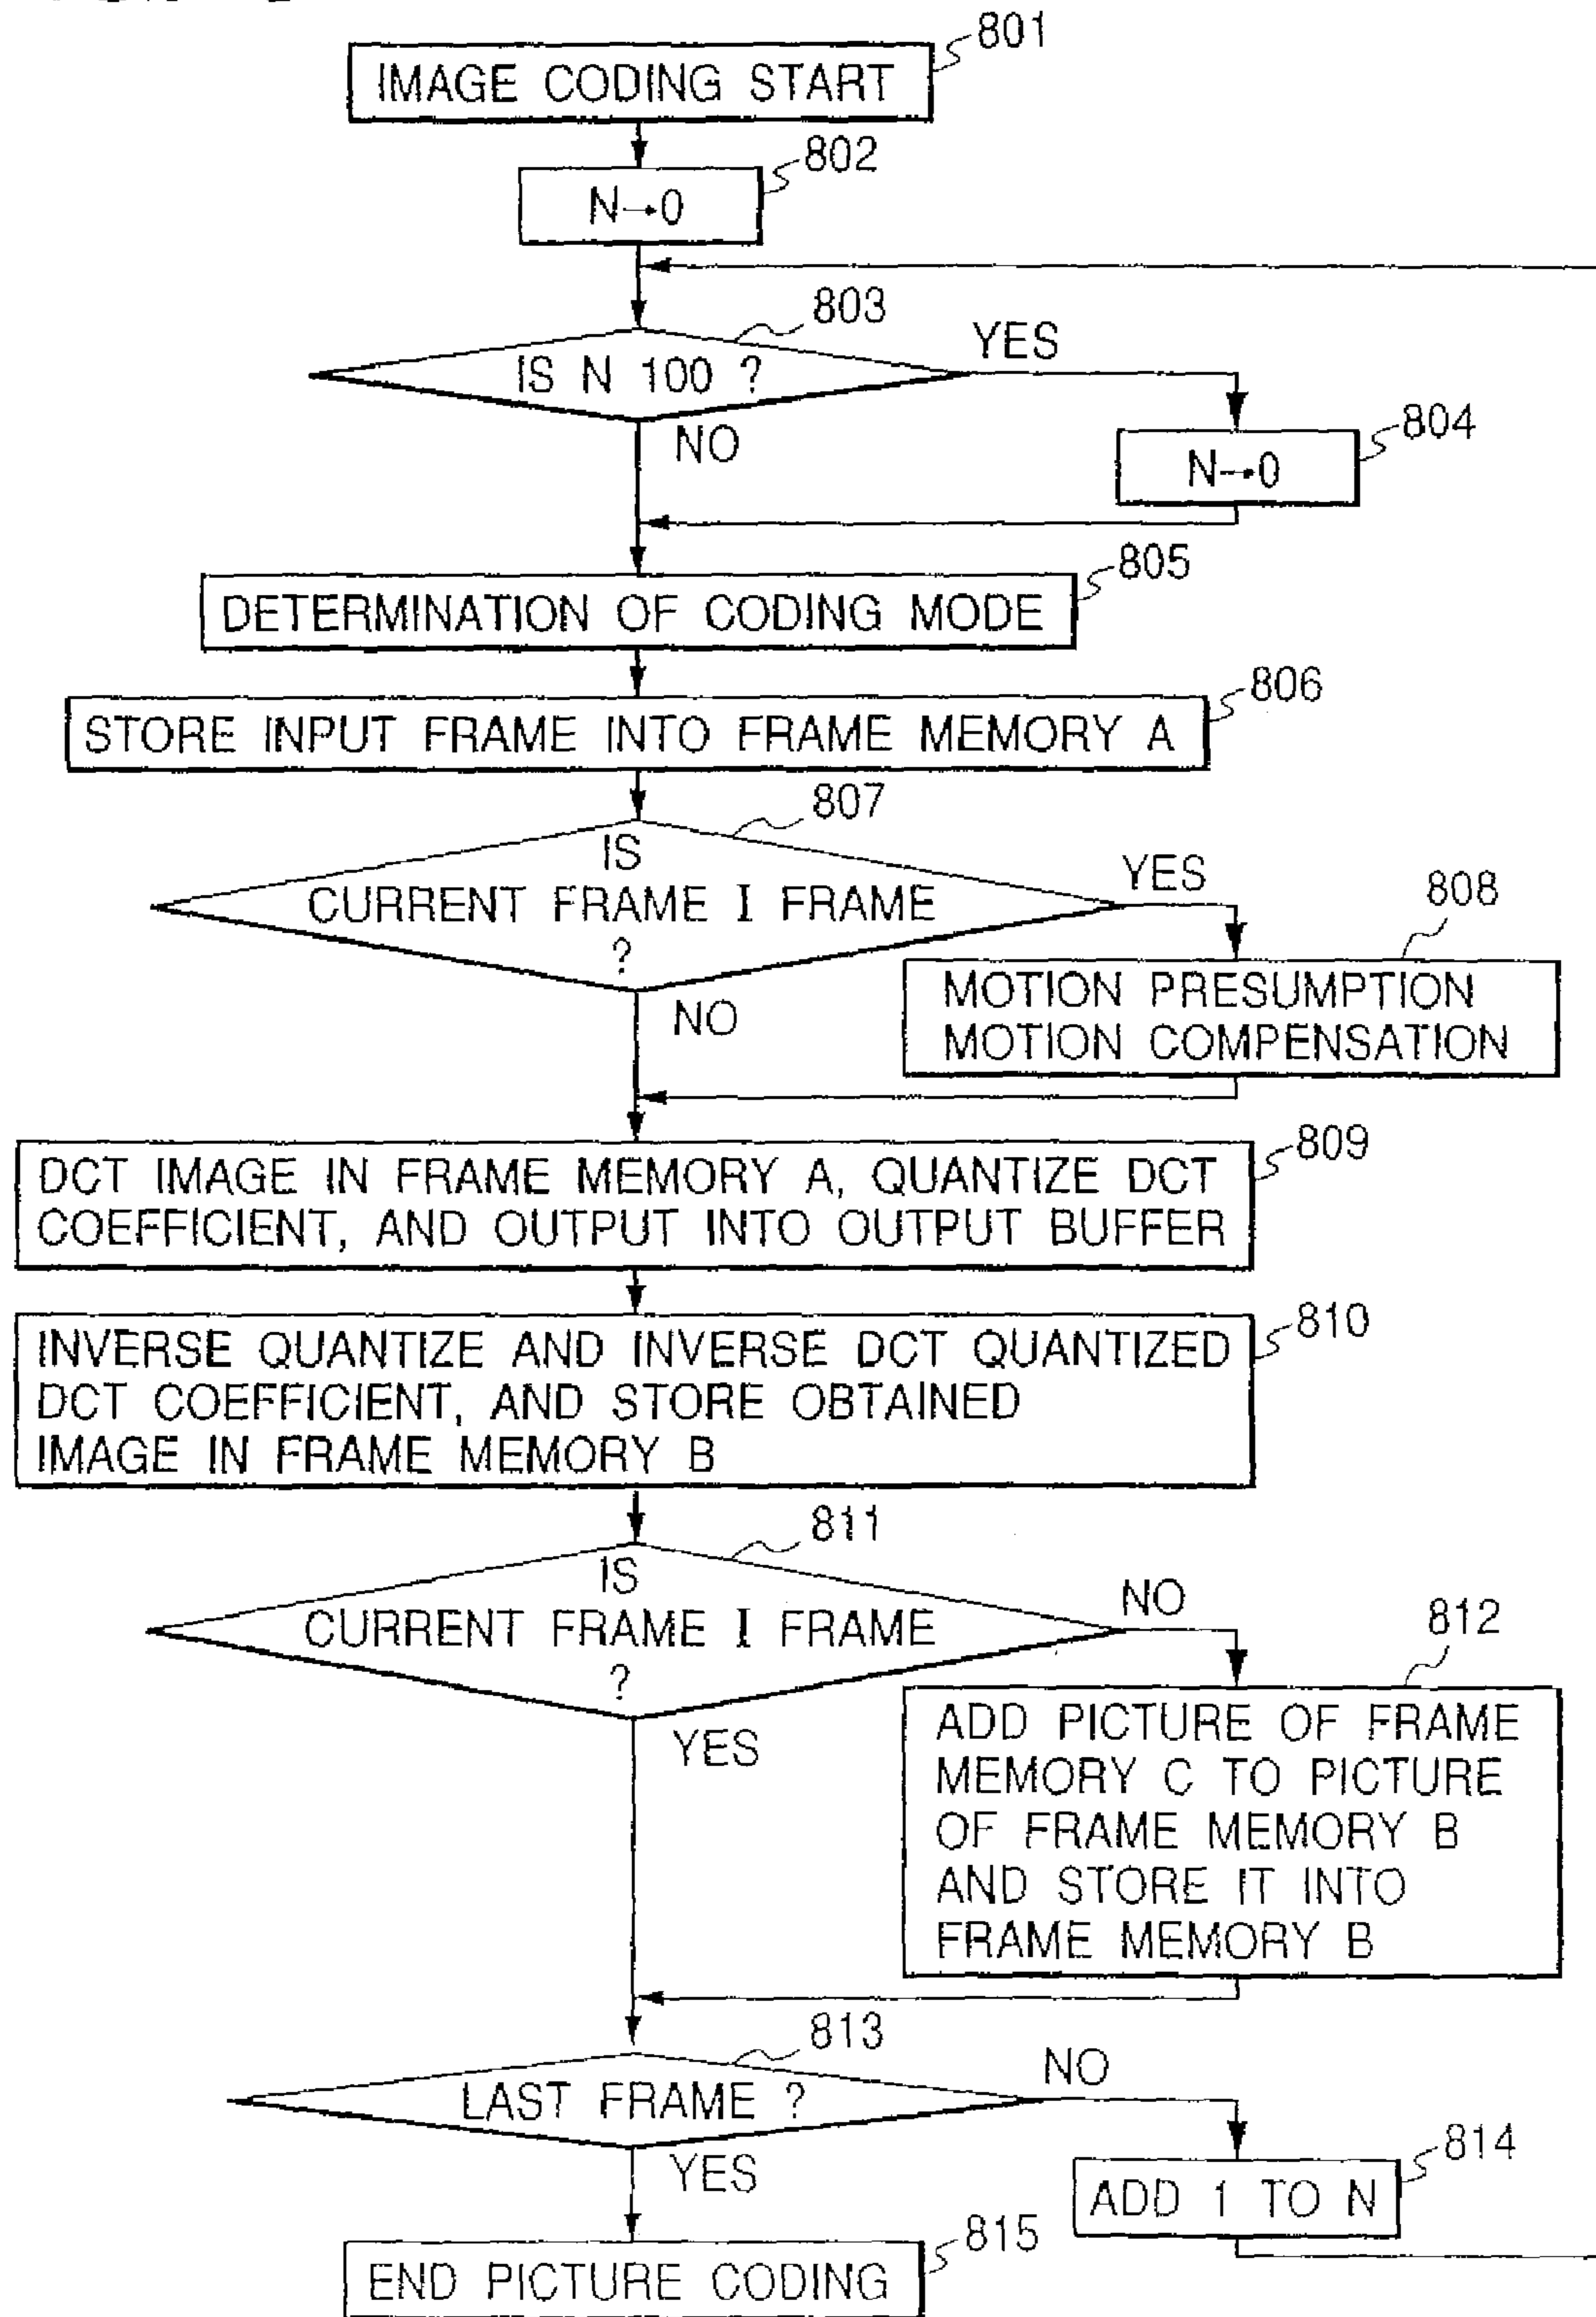 801
IMAGE CODING START
802
N→0
803
IS N 100 ?
YES
NO
804
N→0
805
DETERMINATION OF CODING MODE
806
STORE INPUT FRAME INTO FRAME MEMORY A
807
IS
CURRENT FRAME I FRAME
?
YES
NO
808
MOTION PRESUMPTION
MOTION COMPENSATION
809
DCT IMAGE IN FRAME MEMORY A, QUANTIZE DCT
COEFFICIENT, AND OUTPUT INTO OUTPUT BUFFER
810
INVERSE QUANTIZE AND INVERSE DCT QUANTIZED
DCT COEFFICIENT, AND STORE OBTAINED
IMAGE IN FRAME MEMORY B
811
IS
CURRENT FRAME I FRAME
?
NO
YES
812
ADD PICTURE OF FRAME
MEMORY C TO PICTURE
OF FRAME MEMORY B
AND STORE IT INTO
FRAME MEMORY B
813
LAST FRAME ?
NO
YES
814
ADD 1 TO N
815
END PICTURE CODING